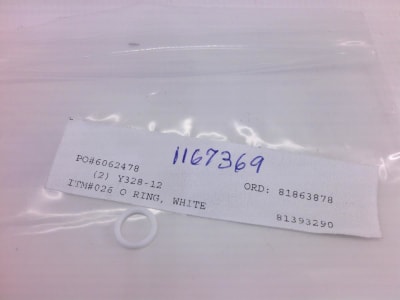 1167369
PO#6062478
(2) Y328-12 ORD: 81863878
ITM#026 O RING, WHITE
81393290